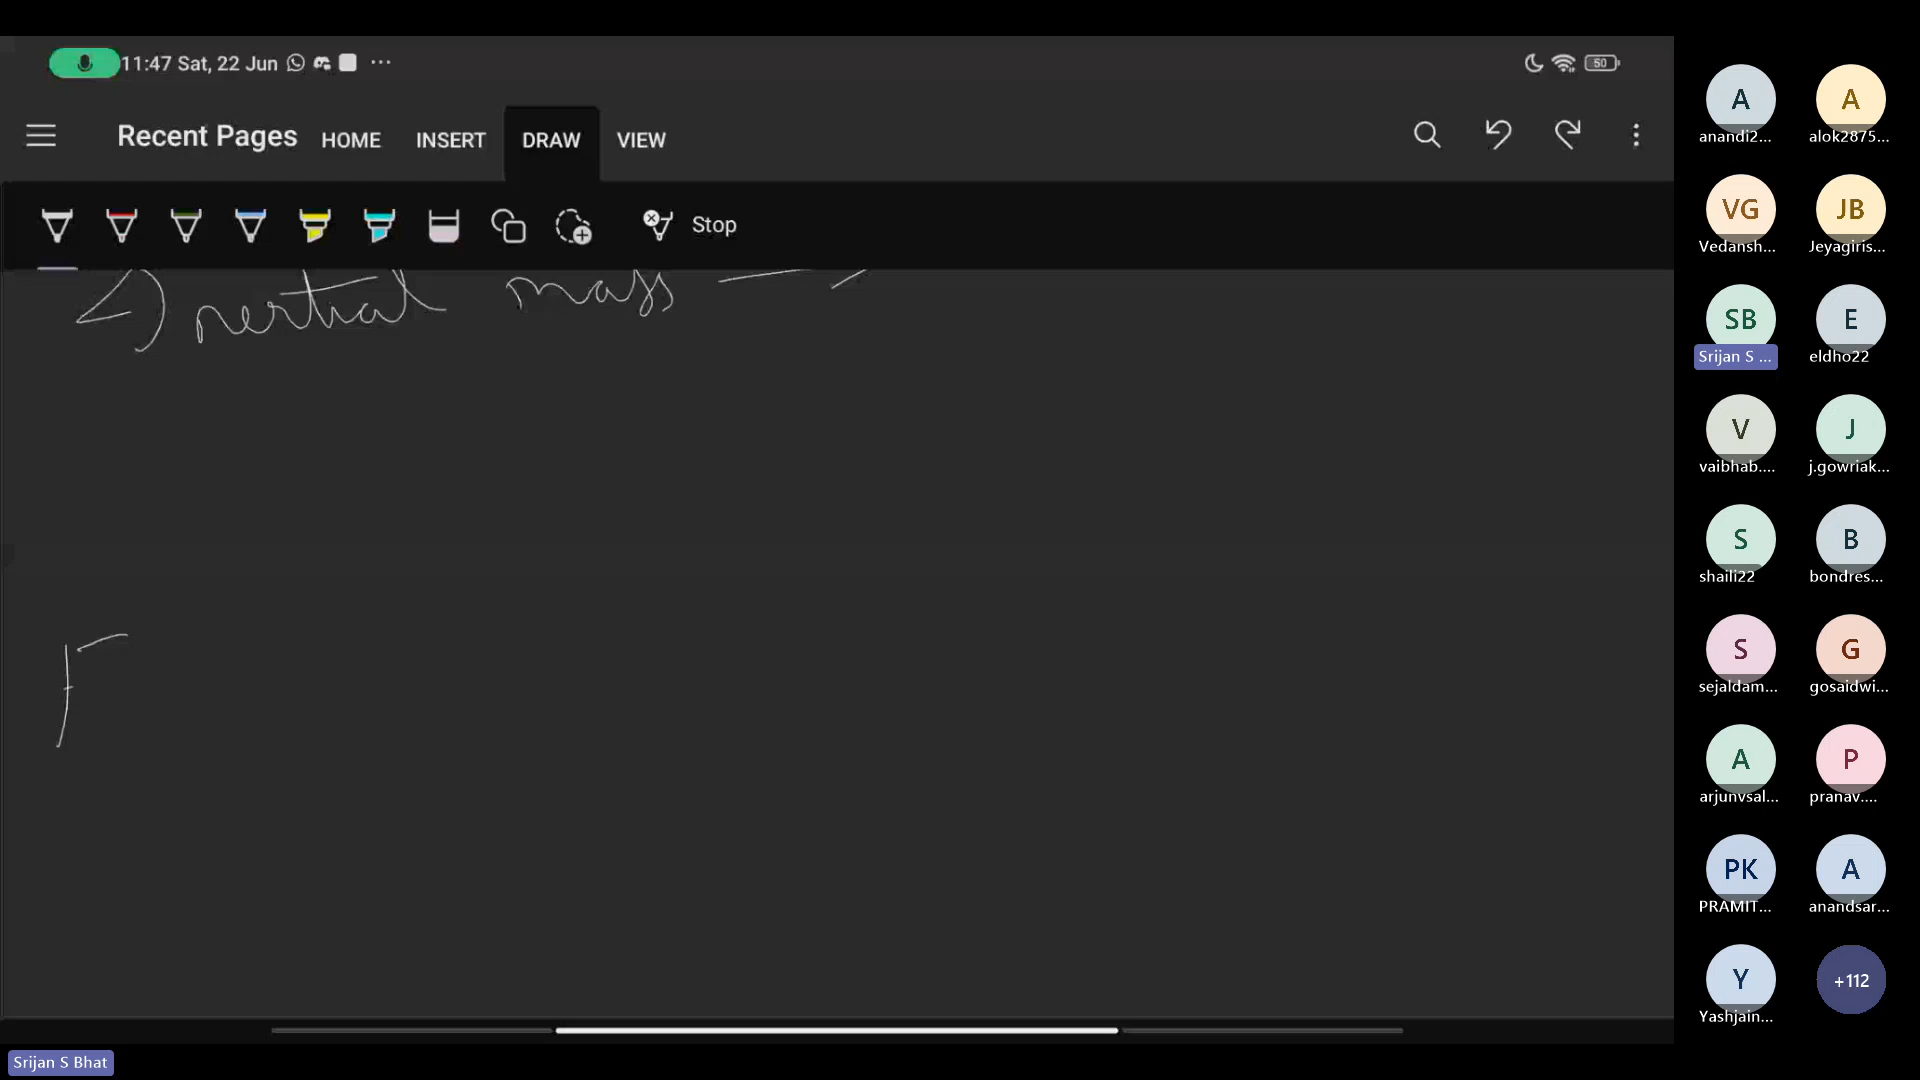 11:47 Sat, 22 Jun ··· 50
Recent Pages HOME INSERT DRAW VIEW
Stop
2) nertial mass →
F
A anandi2...
A alok2875...
VG Vedansh...
JB Jeyagiris...
SB Srijan S ...
E eldho22
V vaibhab....
J j.gowriak...
S shaili22
B bondres...
S sejaldam...
G gosaidwi...
A arjunvsal...
P pranav....
PK PRAMIT...
A anandsar...
Y Yashjain...
+112
Srijan S Bhat